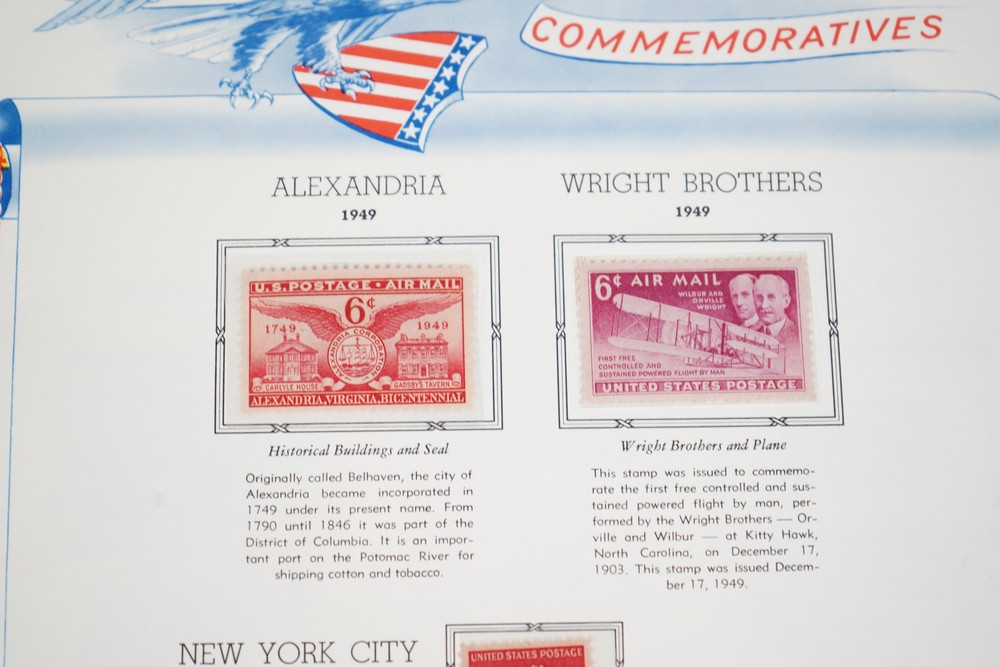 COMMEMORATIVES
ALEXANDRIA
1949
U.S. POSTAGE • AIR MAIL
6¢
1749 1949
ALEXANDRIA CORPORATION
CARLYLE HOUSE GADSBY'S TAVERN
ALEXANDRIA, VIRGINIA, BICENTENNIAL
Historical Buildings and Seal
Originally called Belhaven, the city of
Alexandria became incorporated in
1749 under its present name. From
1790 until 1846 it was part of the
District of Columbia. It is an impor-
tant port on the Potomac River for
shipping cotton and tobacco.
WRIGHT BROTHERS
1949
6¢ AIR MAIL
WILBUR AND
ORVILLE
WRIGHT
FIRST FREE
CONTROLLED AND
SUSTAINED POWERED FLIGHT BY MAN
UNITED STATES POSTAGE
Wright Brothers and Plane
This stamp was issued to commemo-
rate the first free controlled and sus-
tained powered flight by man, per-
formed by the Wright Brothers — Or-
ville and Wilbur — at Kitty Hawk,
North Carolina, on December 17,
1903. This stamp was issued Decem-
ber 17, 1949.
NEW YORK CITY
UNITED STATES POSTAGE